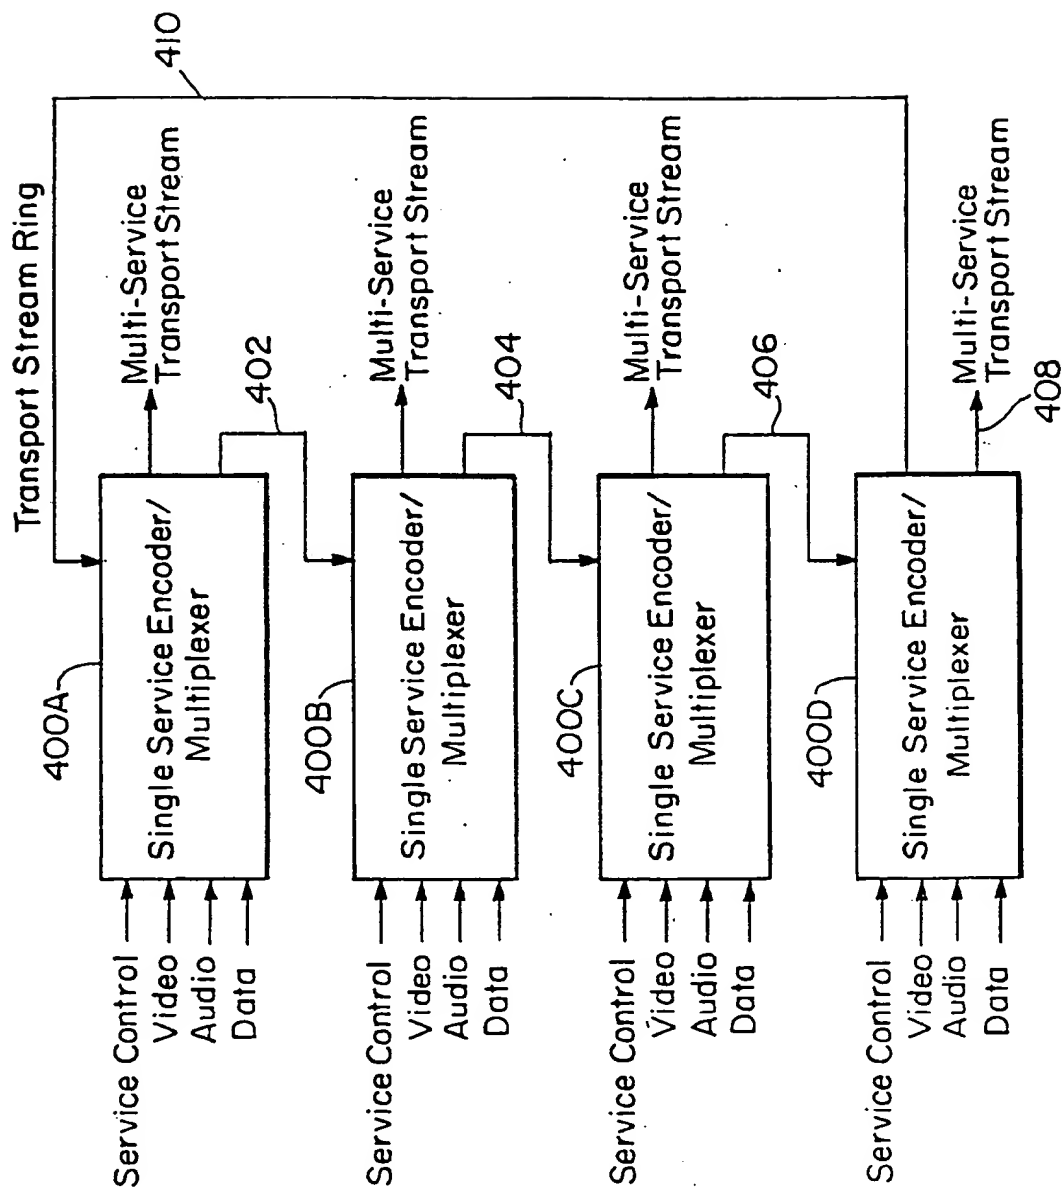 Transport Stream Ring
410
400A
Service Control
Video
Audio
Data
Single Service Encoder/
Multiplexer
Multi-Service
Transport Stream
402
400B
Service Control
Video
Audio
Data
Single Service Encoder/
Multiplexer
Multi-Service
Transport Stream
404
400C
Service Control
Video
Audio
Data
Single Service Encoder/
Multiplexer
Multi-Service
Transport Stream
406
400D
Service Control
Video
Audio
Data
Single Service Encoder/
Multiplexer
Multi-Service
Transport Stream
408